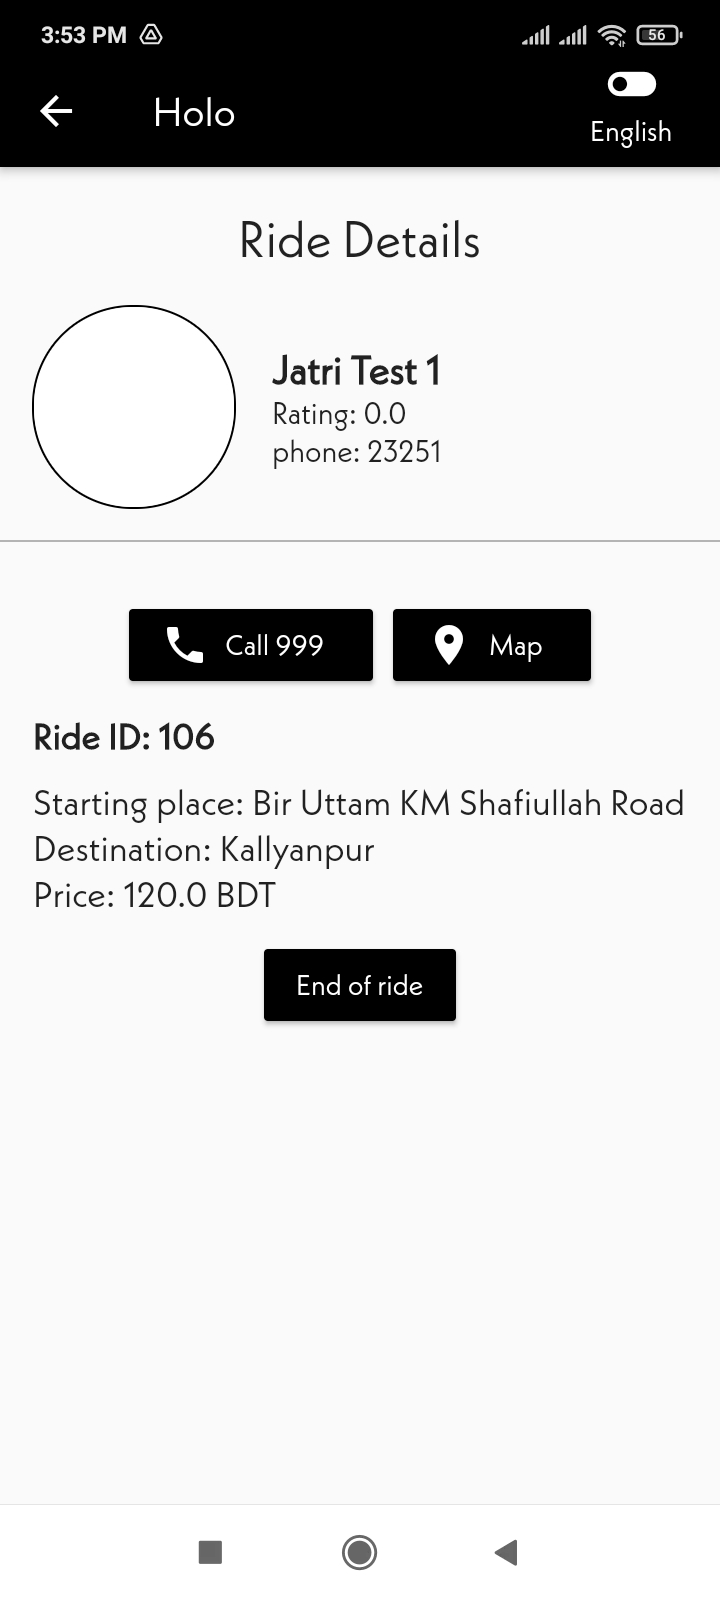 3:53 PM
56
Holo
English
Ride Details
Jatri Test 1
Rating: 0.0
phone: 23251
Call 999
Map
Ride ID: 106
Starting place: Bir Uttam KM Shafiullah Road
Destination: Kallyanpur
Price: 120.0 BDT
End of ride